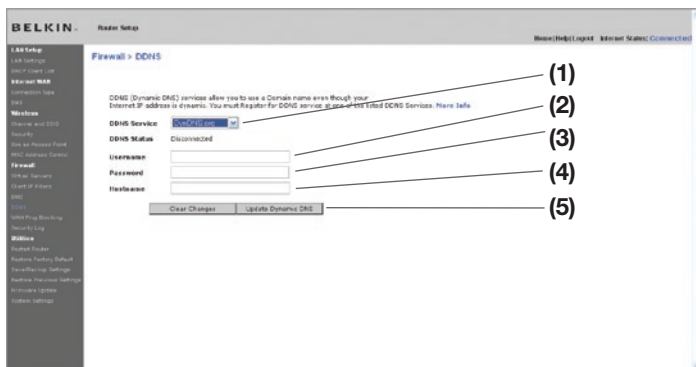 BELKIN.
Router Setup
Home|Help|Logout Internet Status: Connected
LAN Setup
LAN Settings
DHCP Client List
Internet WAN
Connection Type
DNS
Wireless
Channel and SSID
Security
Use as Access Point
MAC Address Control
Firewall
Virtual Servers
Client IP Filters
DMZ
DDNS
WAN Ping Blocking
Security Log
Utilities
Restart Router
Restore Factory Default
Save/Backup Settings
Restore Previous Settings
Firmware Update
System Settings
Firewall > DDNS
DDNS (Dynamic DNS) services allow you to use a Domain name even though your
Internet IP address is dynamic. You must Register for DDNS service at one of the listed DDNS Services. More Info
DDNS Service DynDNS.org
DDNS Status Disconnected
Username
Password
Hostname
Clear Changes Update Dynamic DNS
(1)
(2)
(3)
(4)
(5)